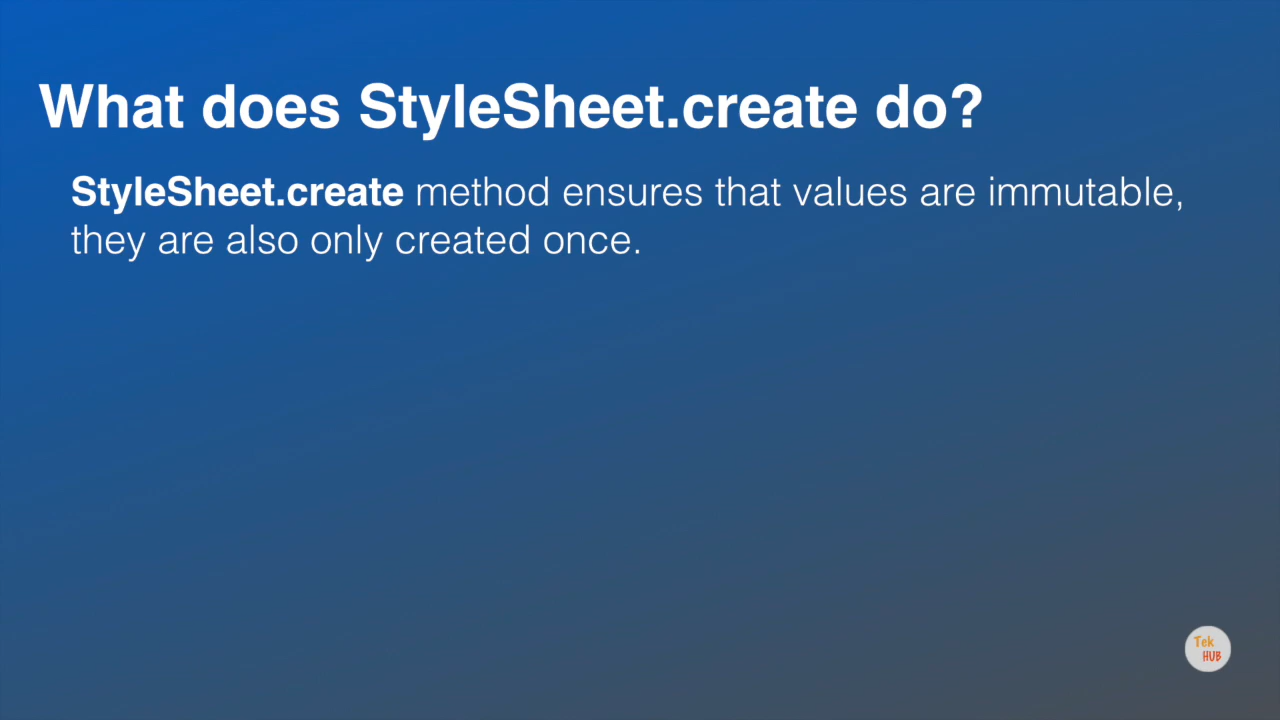 What does StyleSheet.create do?
StyleSheet.create method ensures that values are immutable,
they are also only created once.
Tek
HUB